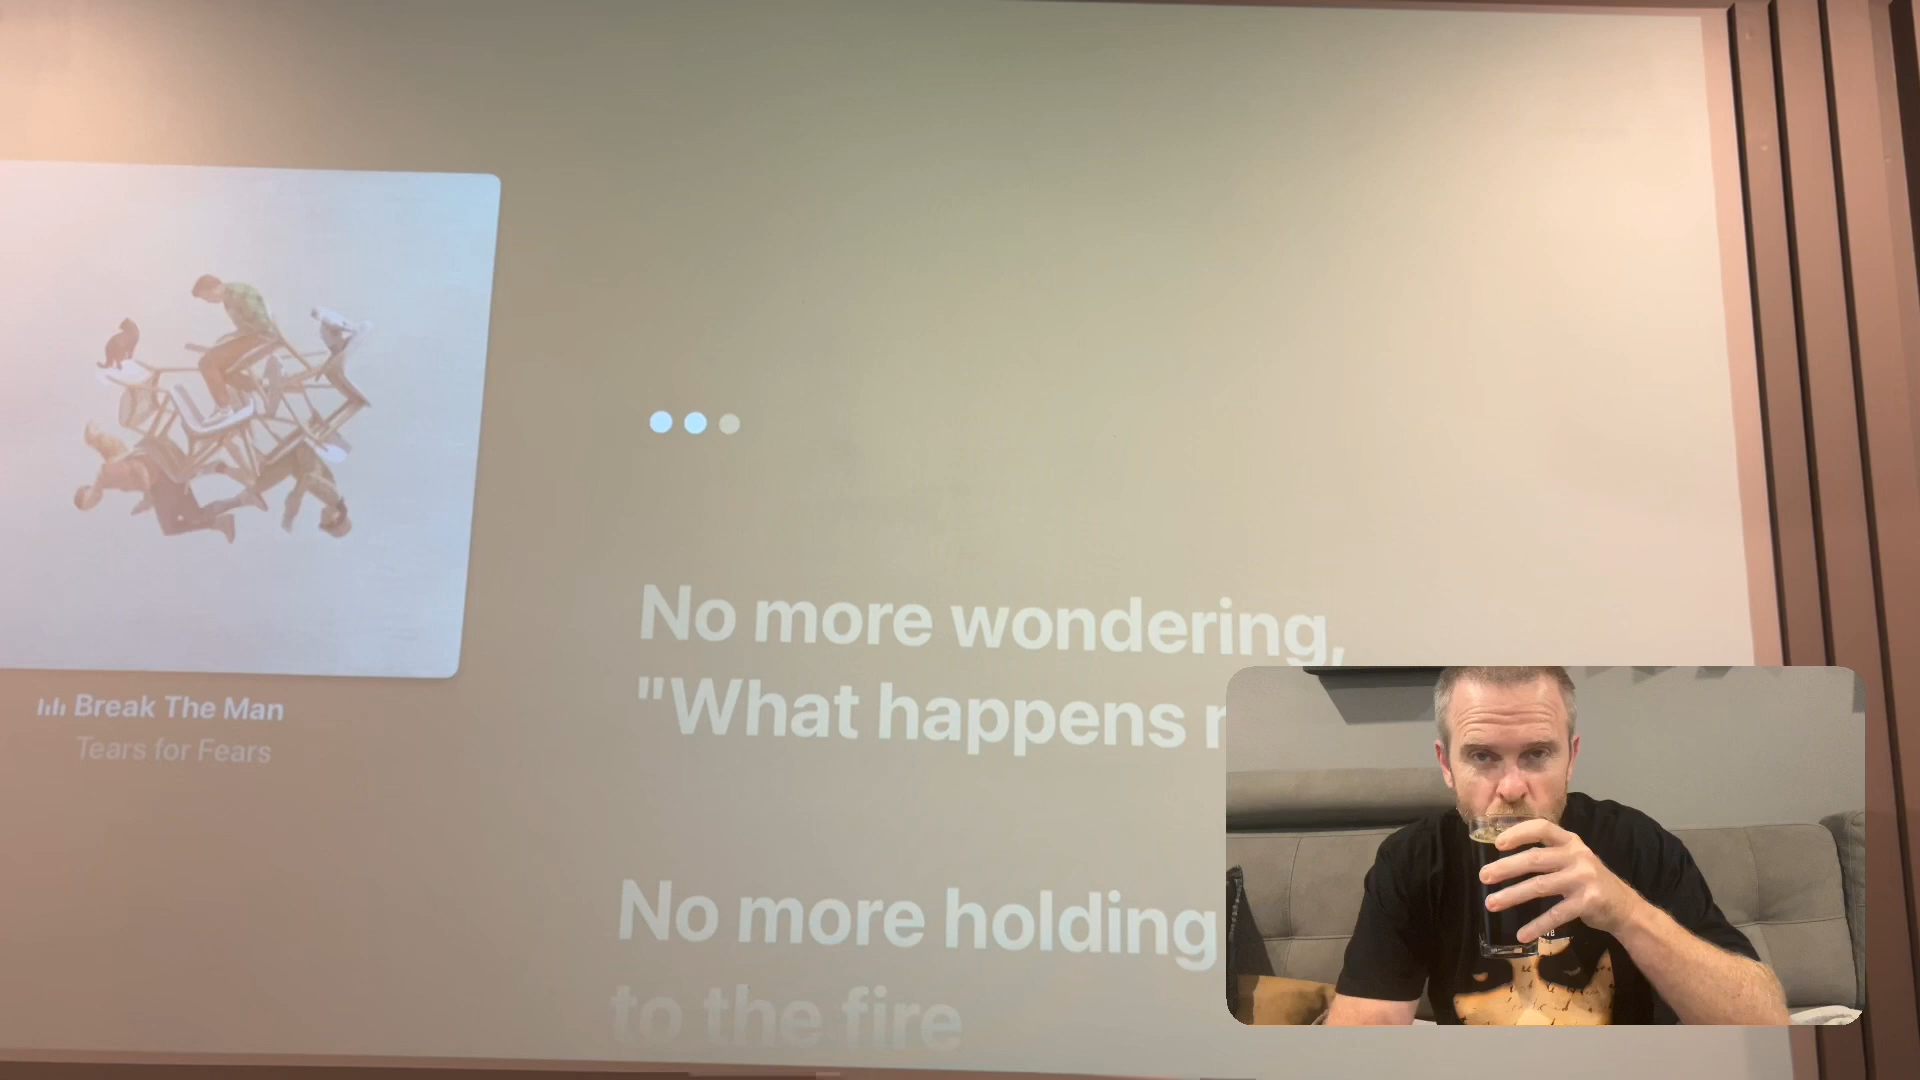 No more wondering,
"What happens
No more holding
to the fire
Break The Man
Tears for Fears